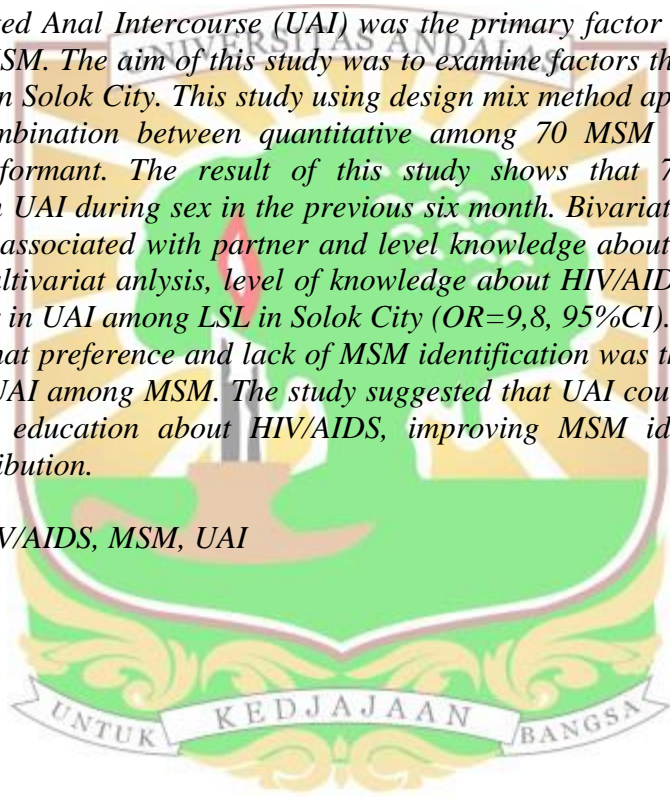 ed Anal Intercourse (UAI) was the primary factor
UNIVERSITAS ANDALAS
SM. The aim of this study was to examine factors th
n Solok City. This study using design mix method ap
mbination between quantitative among 70 MSM
formant. The result of this study shows that 7
n UAI during sex in the previous six month. Bivariat
associated with partner and level knowledge about
ltivariat anlysis, level of knowledge about HIV/AID
r in UAI among LSL in Solok City (OR=9,8, 95%CI).
hat preference and lack of MSM identification was th
UAI among MSM. The study suggested that UAI cou
education about HIV/AIDS, improving MSM id
ibution.
V/AIDS, MSM, UAI
UNTUK KEDJAJAAN BANGSA